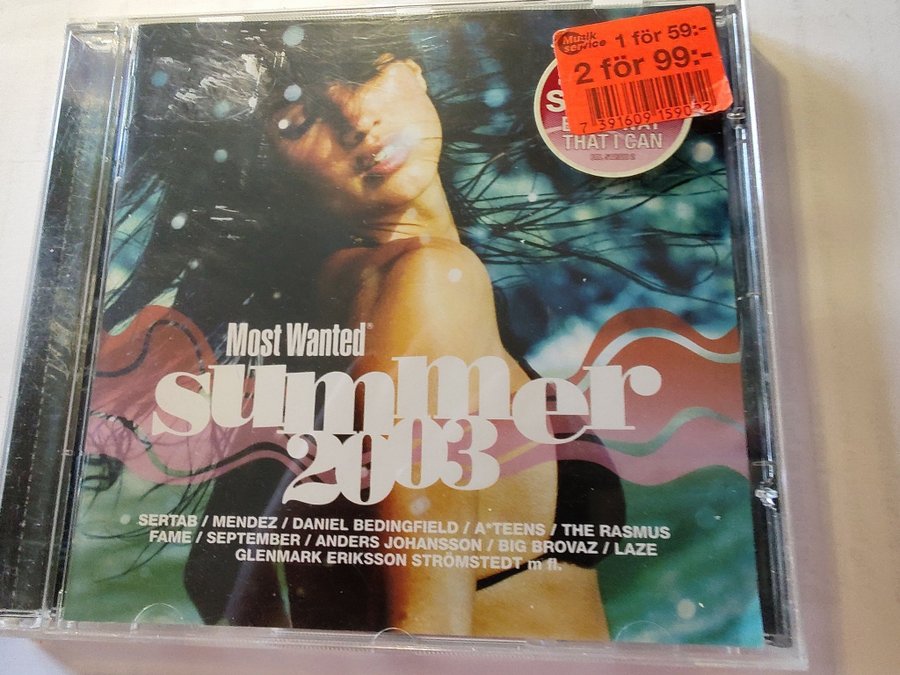 Musik service 1 för 59:-
2 för 99:-
7 391609 159032
THAT I CAN
Most Wanted®
summer
2003
SERTAB / MENDEZ / DANIEL BEDINGFIELD / A*TEENS / THE RASMUS
FAME / SEPTEMBER / ANDERS JOHANSSON / BIG BROVAZ / LAZE
GLENMARK ERIKSSON STRÖMSTEDT m fl.